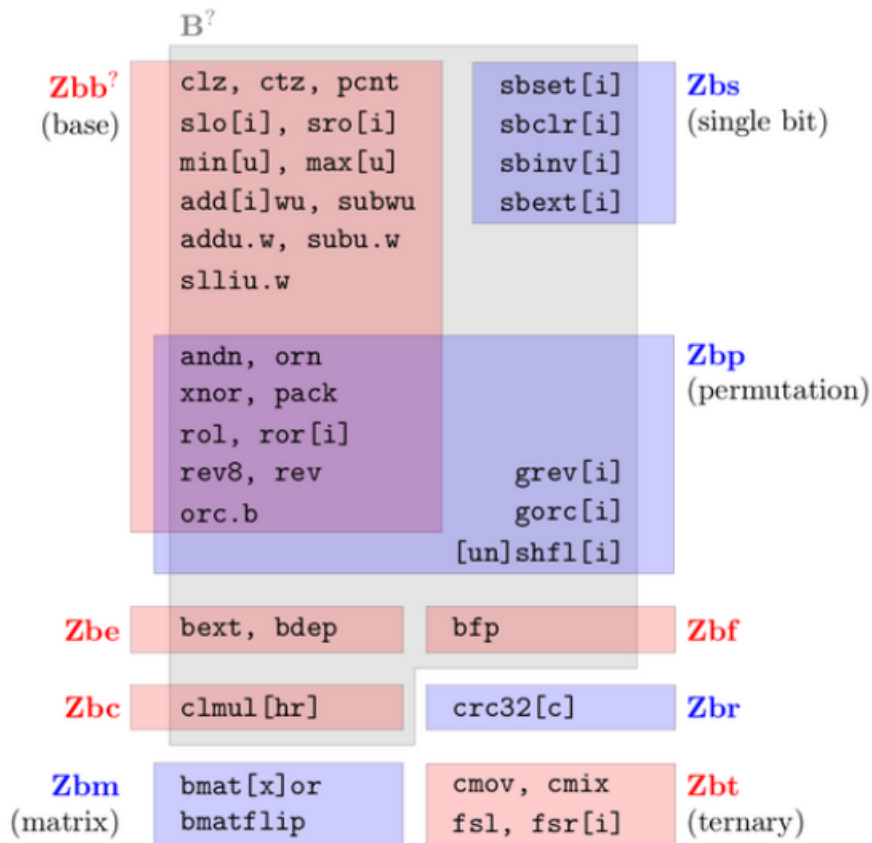 B?
Zbb?
(base)
clz, ctz, pcnt
slo[i], sro[i]
min[u], max[u]
add[i]wu, subwu
addu.w, subu.w
slliu.w
sbset[i]
sbclr[i]
sbinv[i]
sbext[i]
Zbs
(single bit)
andn, orn
xnor, pack
rol, ror[i]
rev8, rev
orc.b
grev[i]
gorc[i]
[un]shfl[i]
Zbp
(permutation)
Zbe
bext, bdep
bfp
Zbf
Zbc
clmul[hr]
crc32[c]
Zbr
Zbm
(matrix)
bmat[x]or
bmatflip
cmov, cmix
fsl, fsr[i]
Zbt
(ternary)